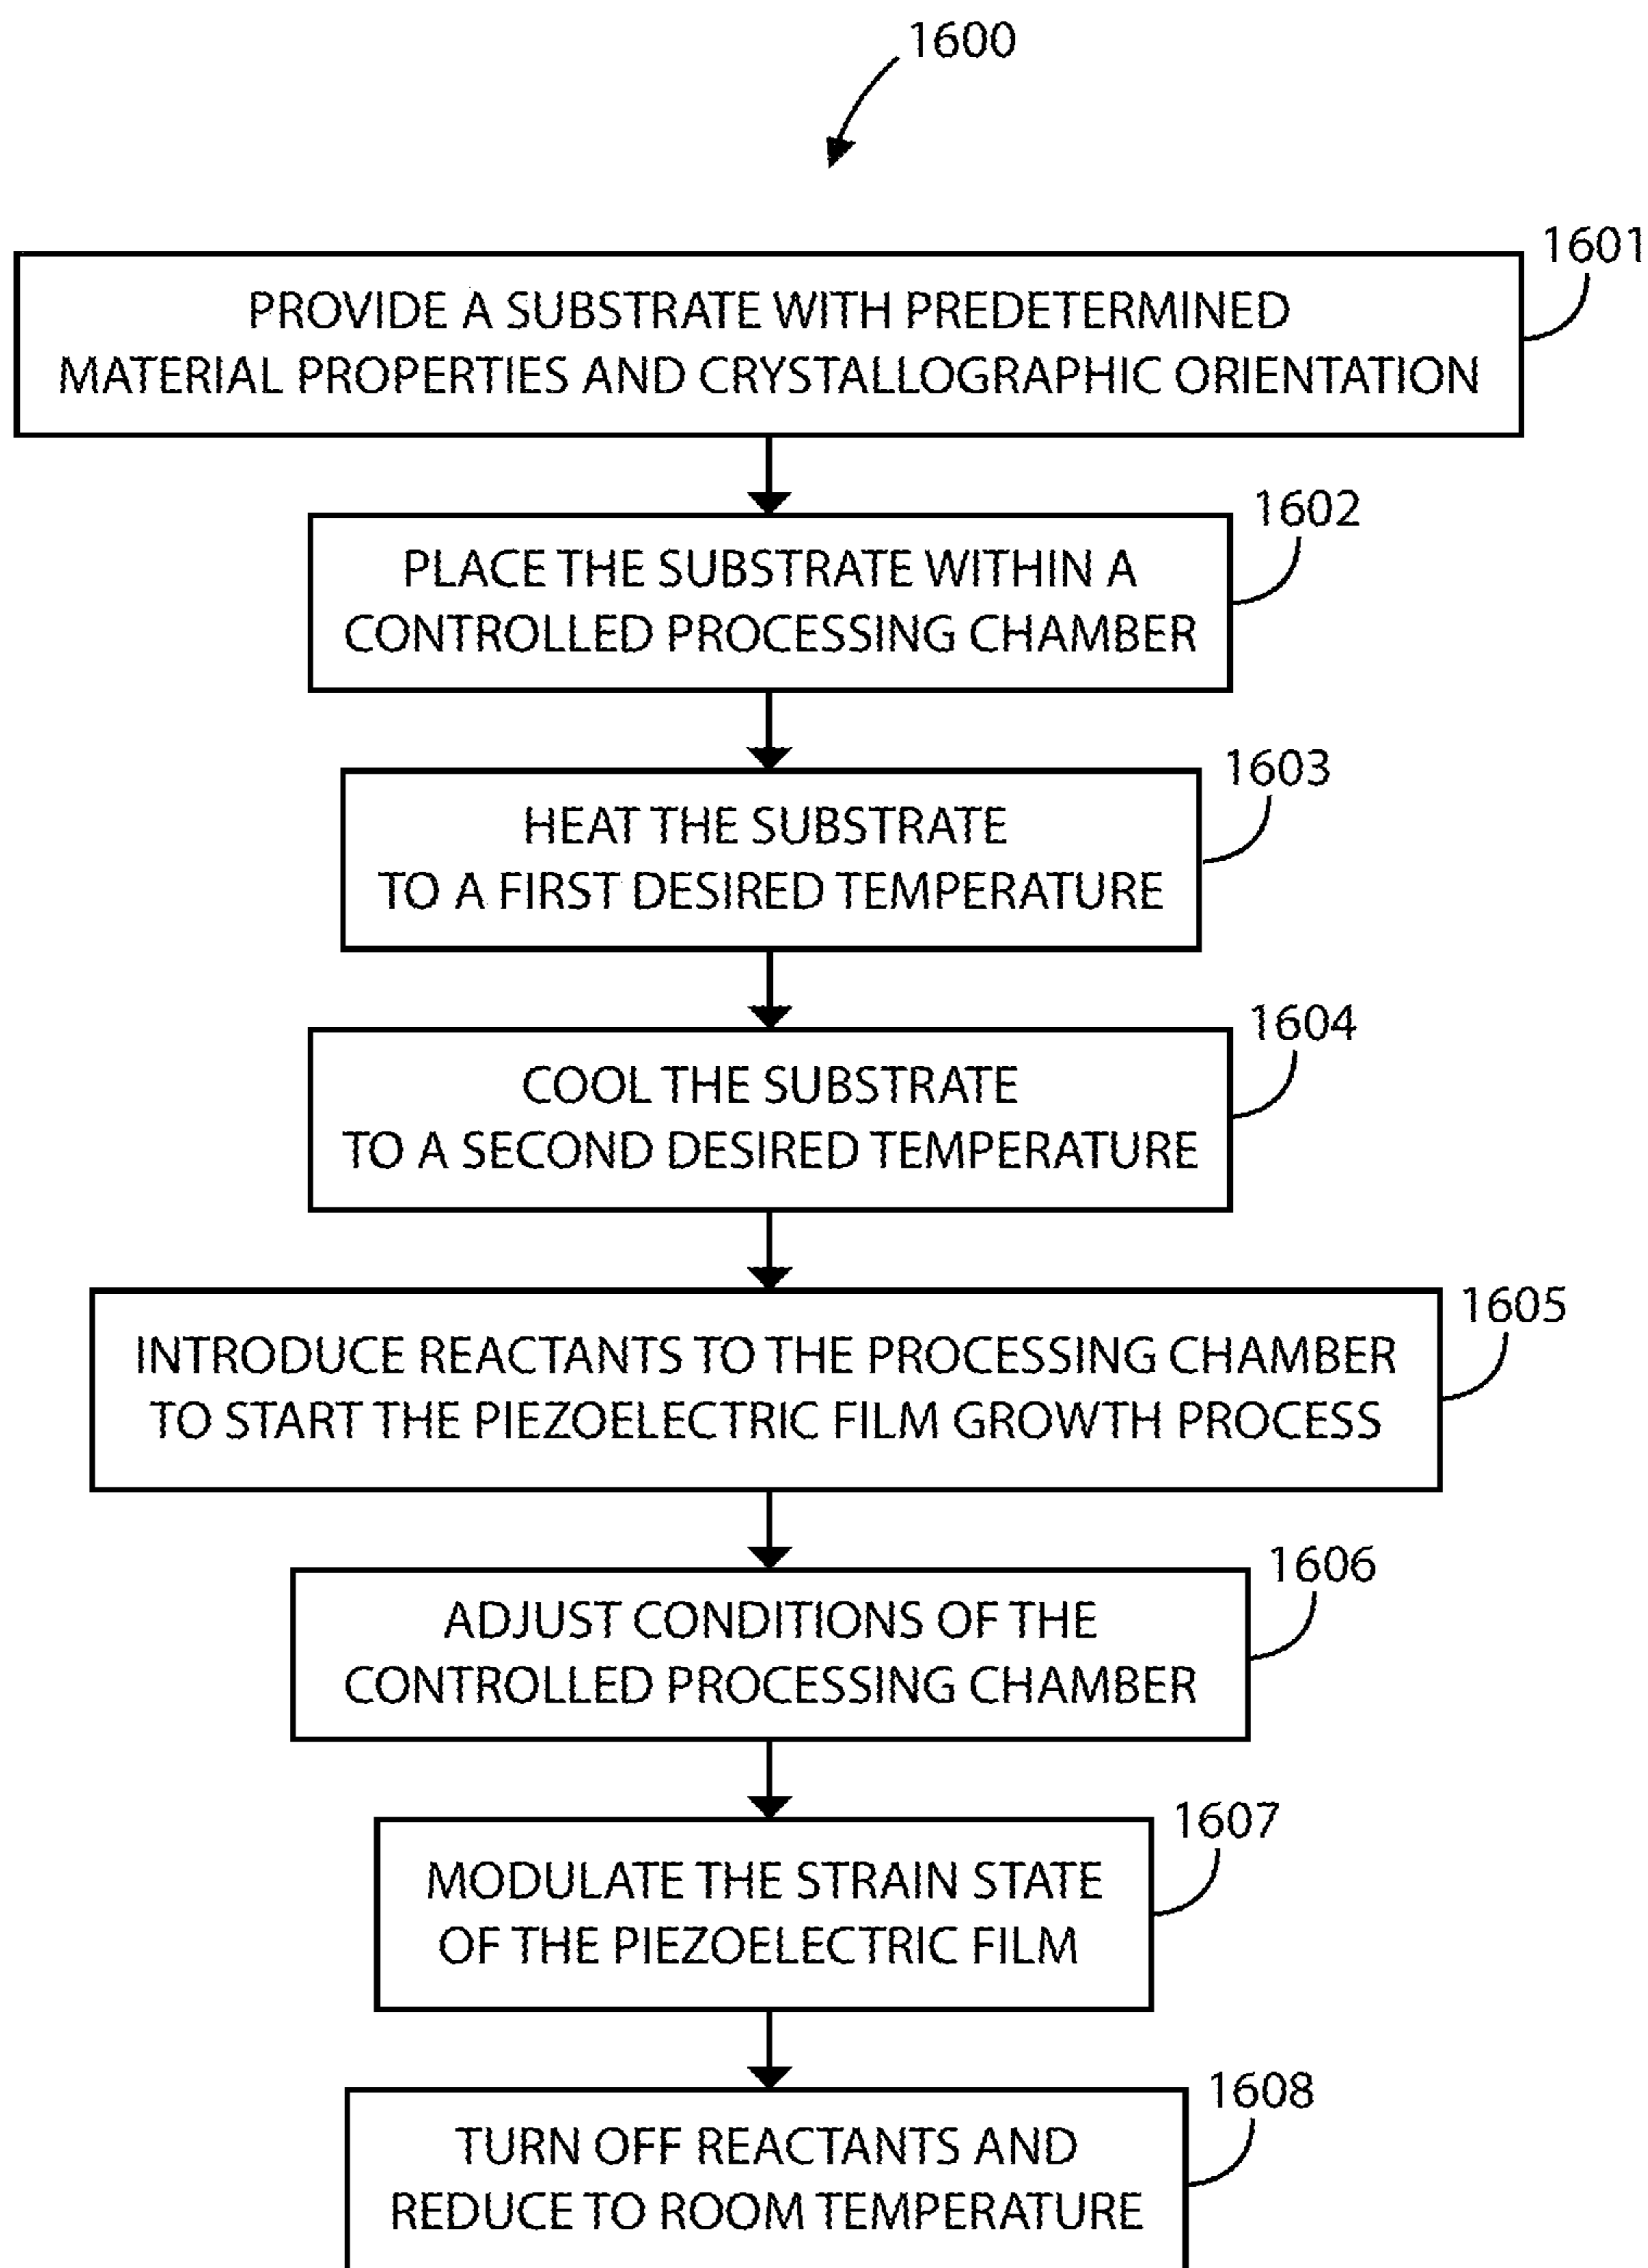 1600
1601
PROVIDE A SUBSTRATE WITH PREDETERMINED
MATERIAL PROPERTIES AND CRYSTALLOGRAPHIC ORIENTATION
1602
PLACE THE SUBSTRATE WITHIN A
CONTROLLED PROCESSING CHAMBER
1603
HEAT THE SUBSTRATE
TO A FIRST DESIRED TEMPERATURE
1604
COOL THE SUBSTRATE
TO A SECOND DESIRED TEMPERATURE
1605
INTRODUCE REACTANTS TO THE PROCESSING CHAMBER
TO START THE PIEZOELECTRIC FILM GROWTH PROCESS
1606
ADJUST CONDITIONS OF THE
CONTROLLED PROCESSING CHAMBER
1607
MODULATE THE STRAIN STATE
OF THE PIEZOELECTRIC FILM
1608
TURN OFF REACTANTS AND
REDUCE TO ROOM TEMPERATURE